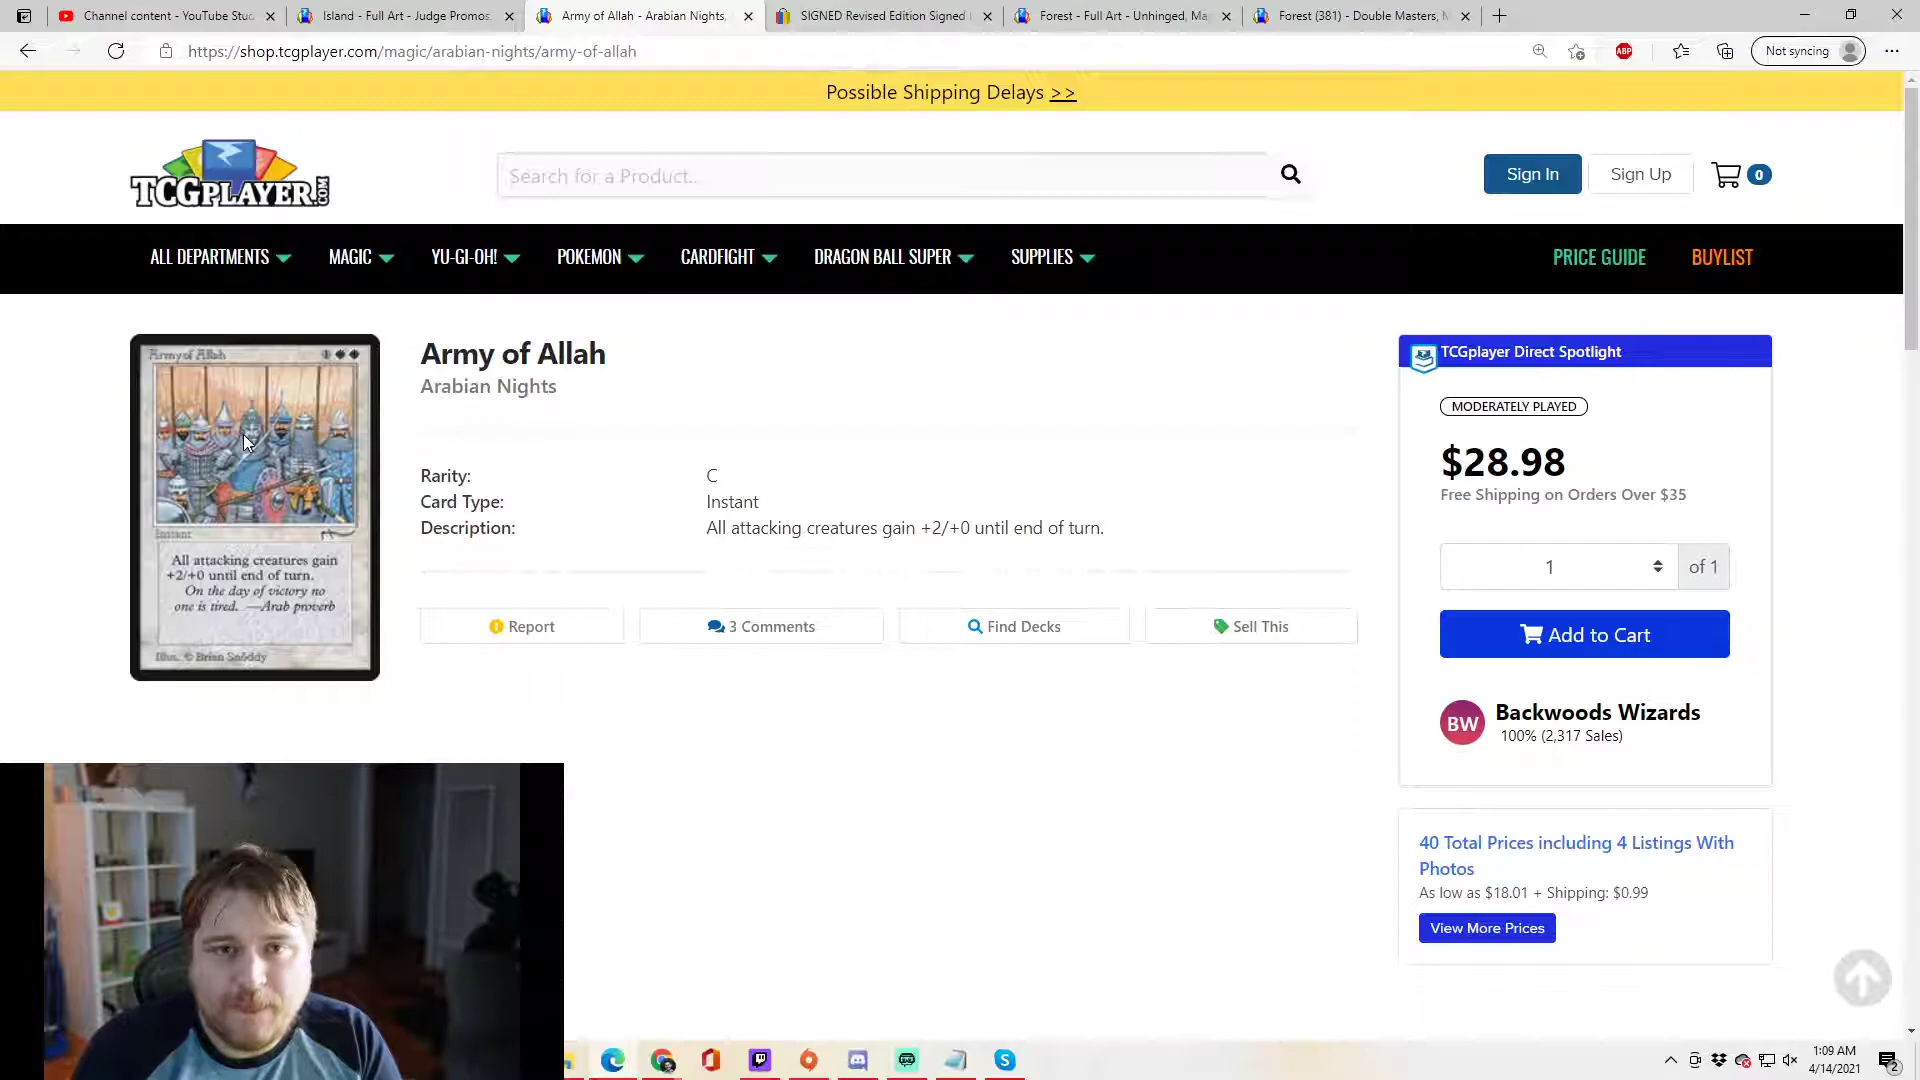 Channel content - YouTube Stu
Island - Full Art - Judge Promos
Army of Allah - Arabian Nights,
SIGNED Revised Edition Signed
Forest - Full Art - Unhinged, Ma
Forest (381) - Double Masters, M
https://shop.tcgplayer.com/magic/arabian-nights/army-of-allah
ABP
Not syncing
Possible Shipping Delays >>
TCGPLAYER.COM
Search for a Product...
Sign In
Sign Up
0
ALL DEPARTMENTS
MAGIC
YU-GI-OH!
POKEMON
CARDFIGHT
DRAGON BALL SUPER
SUPPLIES
PRICE GUIDE
BUYLIST
Army of Allah
Instant
All attacking creatures gain
+2/+0 until end of turn.
On the day of victory no
one is tired. —Arab proverb
Illus. © Brian Snöddy
Army of Allah
Arabian Nights
Rarity: C
Card Type: Instant
Description: All attacking creatures gain +2/+0 until end of turn.
Report
3 Comments
Find Decks
Sell This
TCGplayer Direct Spotlight
MODERATELY PLAYED
$28.98
Free Shipping on Orders Over $35
1 of 1
Add to Cart
BW
Backwoods Wizards
100% (2,317 Sales)
40 Total Prices including 4 Listings With
Photos
As low as $18.01 + Shipping: $0.99
View More Prices
1:09 AM
4/14/2021
2